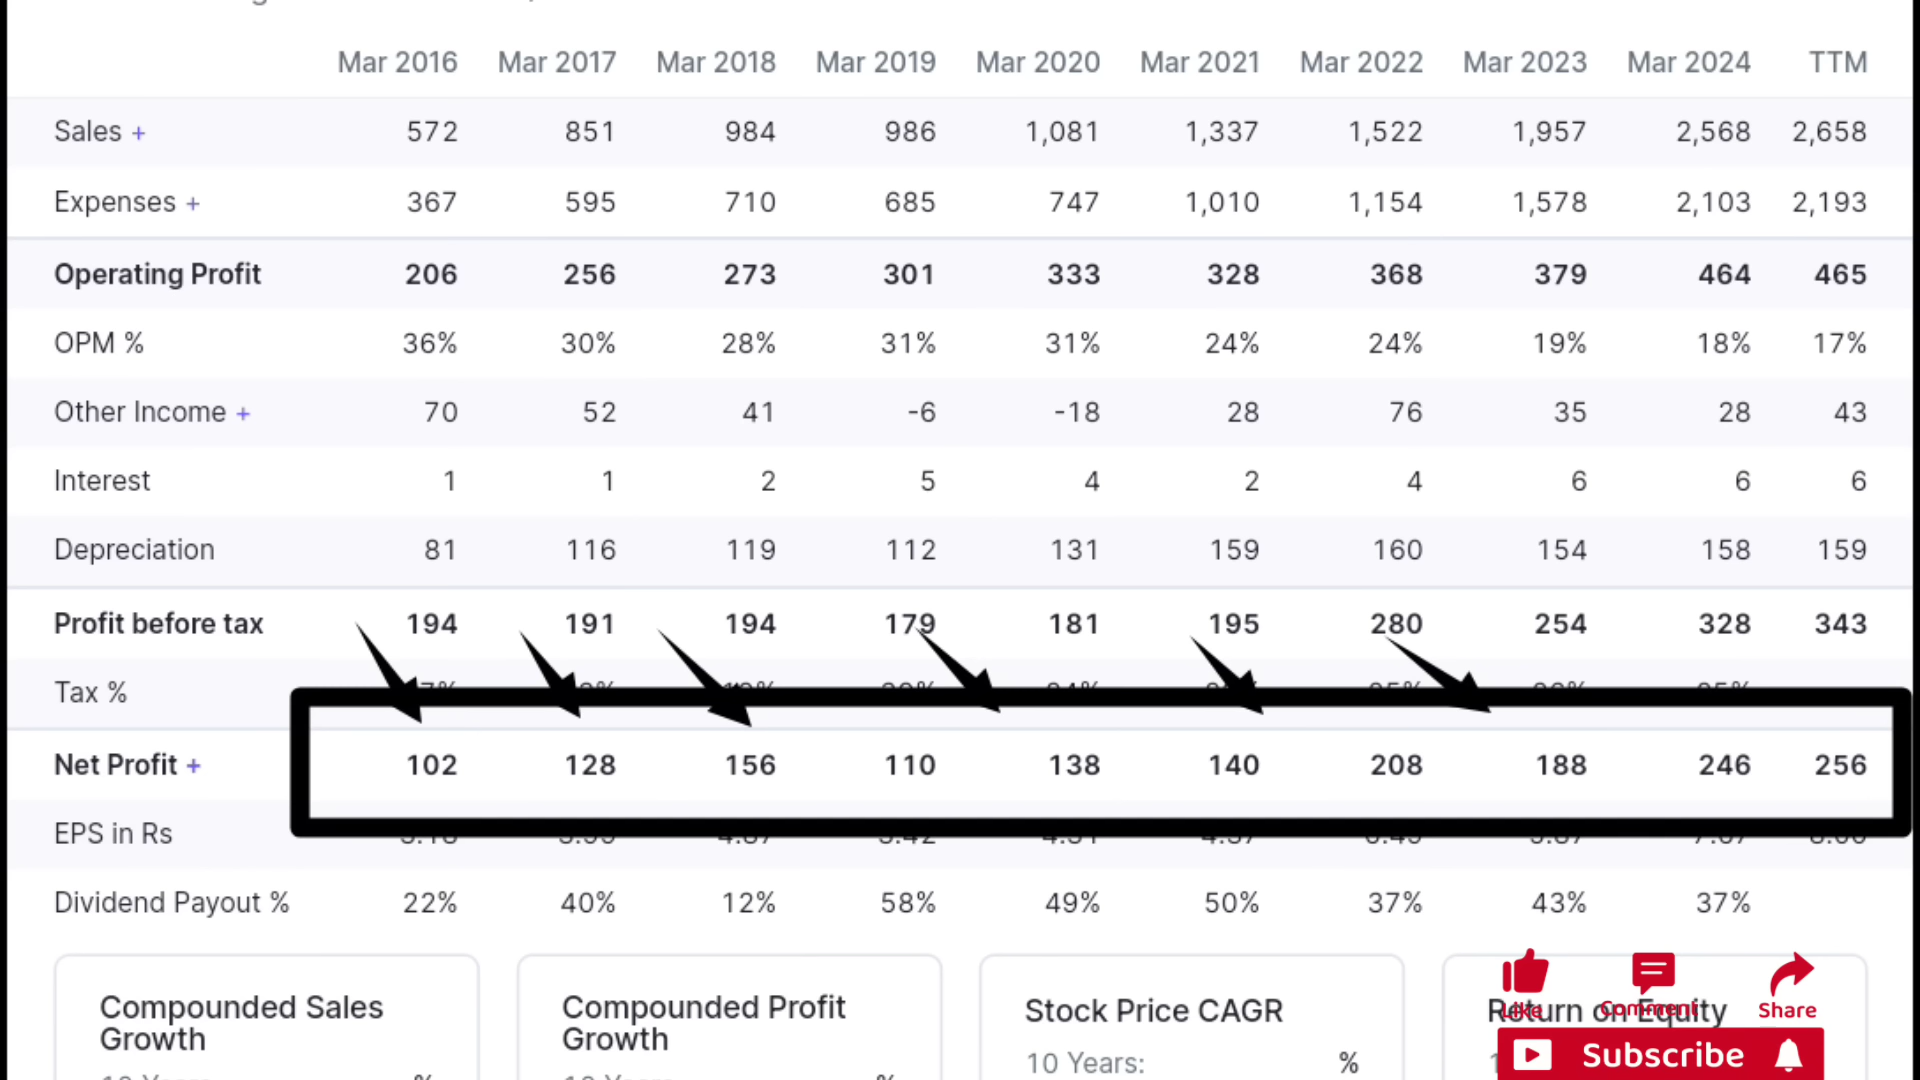 Mar 2016 Mar 2017 Mar 2018 Mar 2019 Mar 2020 Mar 2021 Mar 2022 Mar 2023 Mar 2024 TTM
Sales + 572 851 984 986 1,081 1,337 1,522 1,957 2,568 2,658
Expenses + 367 595 710 685 747 1,010 1,154 1,578 2,103 2,193
Operating Profit 206 256 273 301 333 328 368 379 464 465
OPM % 36% 30% 28% 31% 31% 24% 24% 19% 18% 17%
Other Income + 70 52 41 -6 -18 28 76 35 28 43
Interest 1 1 2 5 4 2 4 6 6 6
Depreciation 81 116 119 112 131 159 160 154 158 159
Profit before tax 194 191 194 179 181 195 280 254 328 343
Tax %
Net Profit + 102 128 156 110 138 140 208 188 246 256
EPS in Rs
Dividend Payout % 22% 40% 12% 58% 49% 50% 37% 43% 37%
Compounded Sales
Growth
Compounded Profit
Growth
Stock Price CAGR
10 Years: %
Return on Equity
Like Comment Share
Subscribe